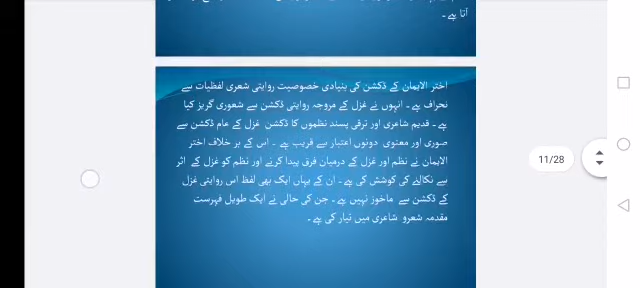 آتا ہے۔
اختر الایمان کے ڈکشن کی بنیادی خصوصیت روایتی شعری لفظیات سے
نحراف ہے۔ انہوں نے غزل کے مروجہ روایتی ڈکشن سے شعوری گریز کیا
ہے۔ قدیم شاعری اور ترقی پسند نظموں کا ڈکشن غزل کے عام ڈکشن سے
صوری اور معنوی دونوں اعتبار سے قریب ہے ۔ اس کے بر خلاف اختر
الایمان نے نظم اور غزل کے درمیان فرق پیدا کرنے اور نظم کو غزل کے اثر
سے نکالنے کی کوشش کی ہے۔ ان کے یہاں ایک بھی لفظ اس روایتی غزل
کے ڈکشن سے ماخوز نہیں ہے۔ جن کی حالی نے ایک طویل فہرست
مقدمہ شعرو شاعری میں تیار کی ہے۔
11/28